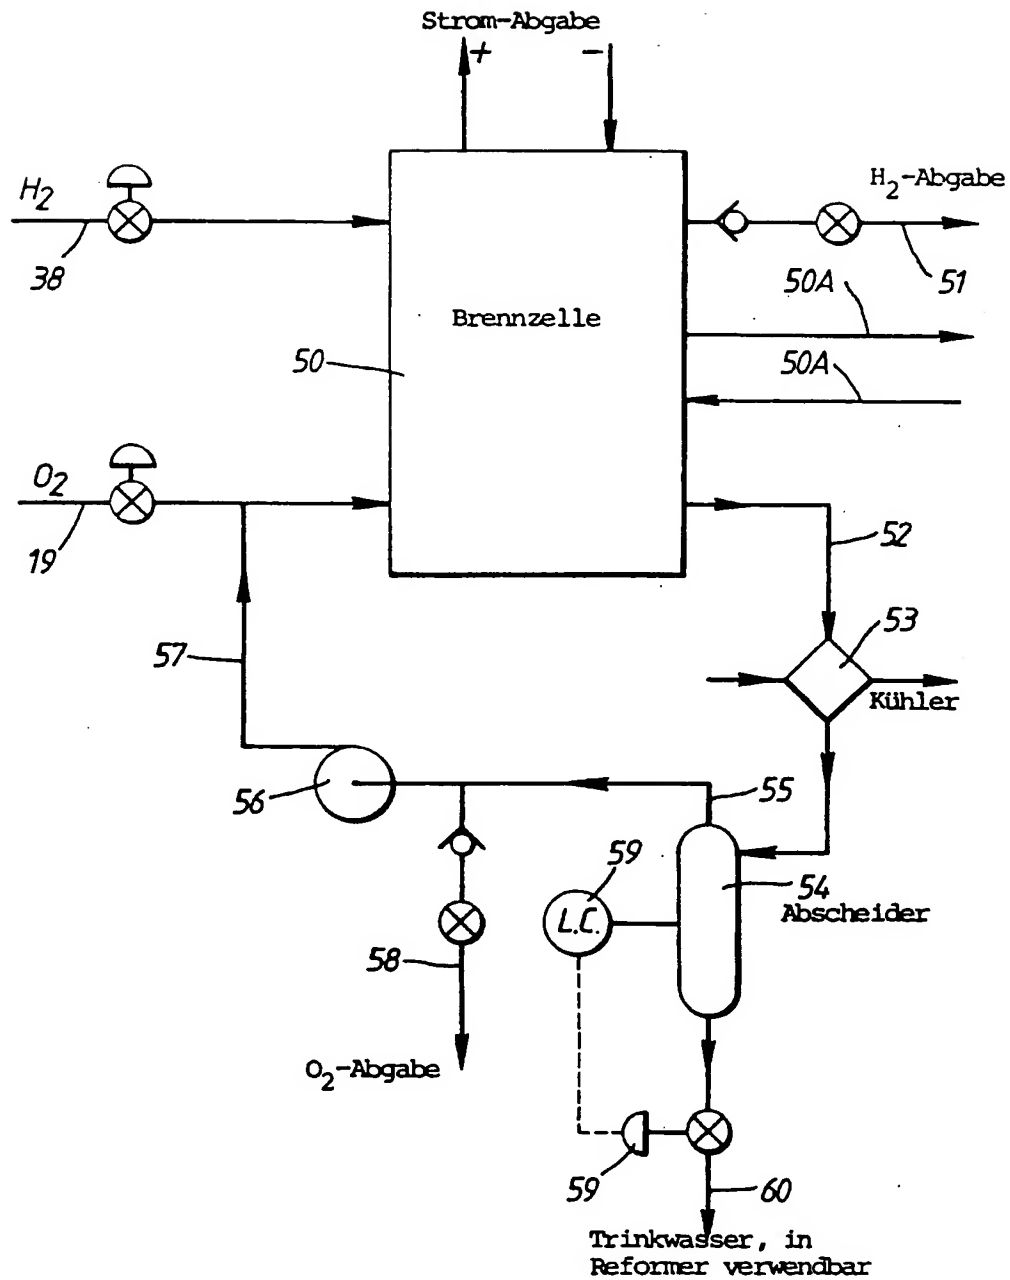 Strom-Abgabe
+ −
H2
H2-Abgabe
38
51
50A
Brennzelle
50
50A
O2
19
52
53
57
Kühler
55
56
59
54
L.C.
Abscheider
58
O2-Abgabe
59
60
Trinkwasser, in
Reformer verwendbar